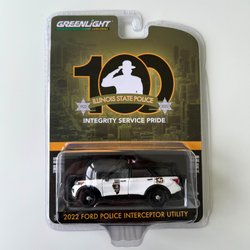 GREENLIGHT
100
ILLINOIS STATE POLICE
INTEGRITY SERVICE PRIDE
2022 FORD POLICE INTERCEPTOR UTILITY